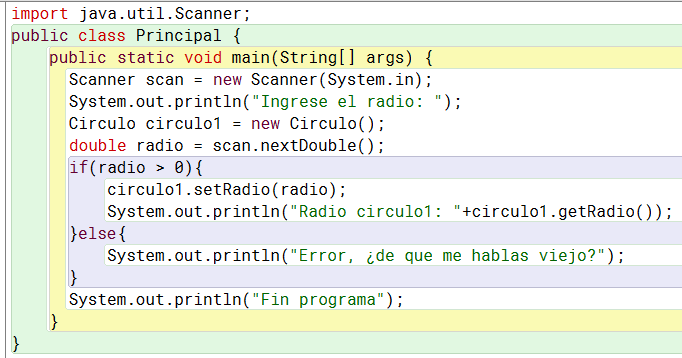 import java.util.Scanner;
public class Principal {
public static void main(String[] args) {
Scanner scan = new Scanner(System.in);
System.out.println("Ingrese el radio: ");
Circulo circulo1 = new Circulo();
double radio = scan.nextDouble();
if(radio > 0){
circulo1.setRadio(radio);
System.out.println("Radio circulo1: "+circulo1.getRadio());
}else{
System.out.println("Error, ¿de que me hablas viejo?");
}
System.out.println("Fin programa");
}
}